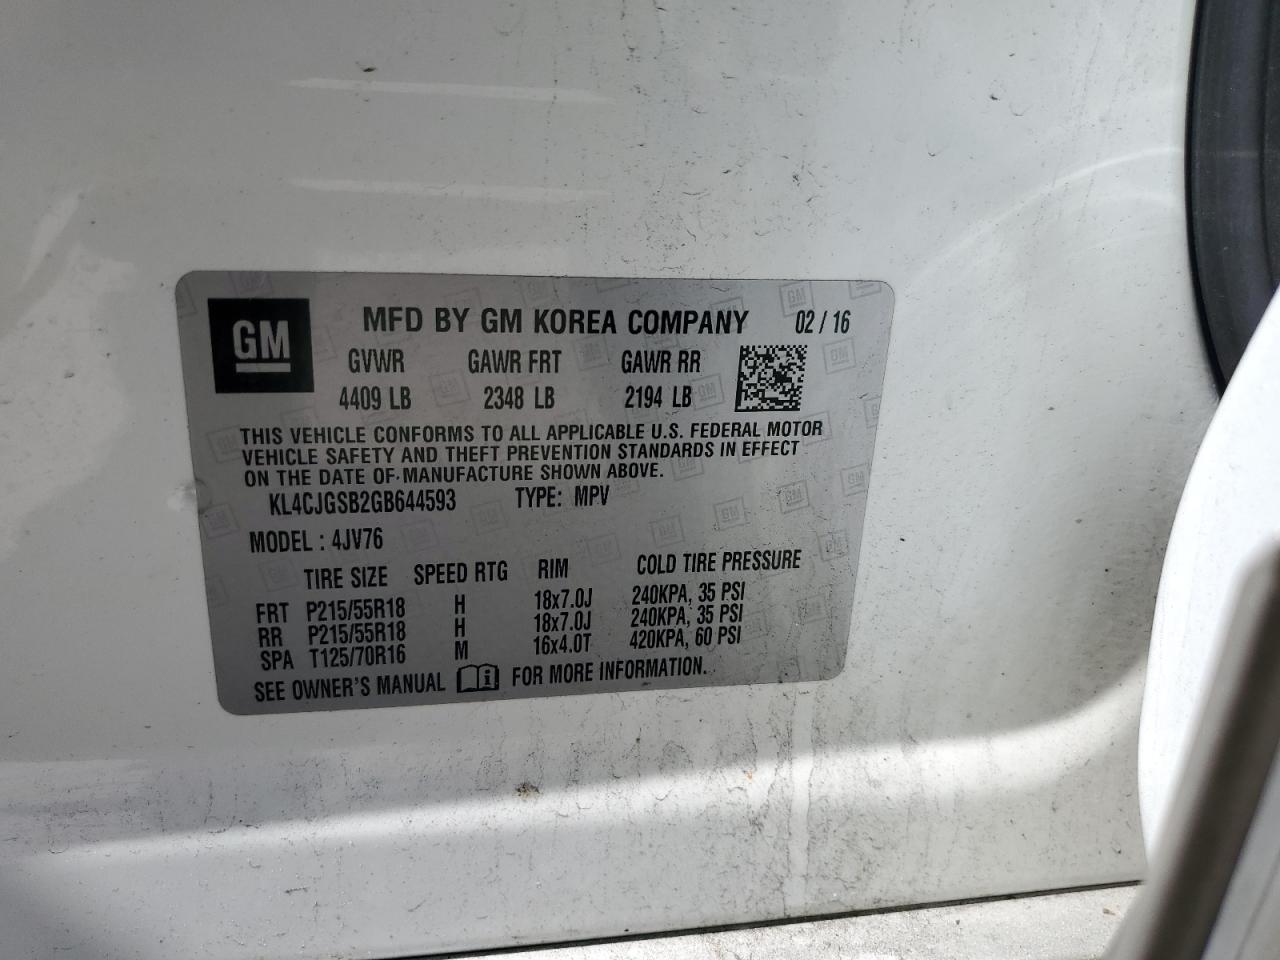 GM MFD BY GM KOREA COMPANY 02 / 16
GVWR GAWR FRT GAWR RR
4409 LB 2348 LB 2194 LB
THIS VEHICLE CONFORMS TO ALL APPLICABLE U.S. FEDERAL MOTOR
VEHICLE SAFETY AND THEFT PREVENTION STANDARDS IN EFFECT
ON THE DATE OF MANUFACTURE SHOWN ABOVE.
KL4CJGSB2GB644593 TYPE: MPV
MODEL : 4JV76
TIRE SIZE SPEED RTG RIM COLD TIRE PRESSURE
FRT P215/55R18 H 18x7.0J 240KPA, 35 PSI
RR P215/55R18 H 18x7.0J 240KPA, 35 PSI
SPA T125/70R16 M 16x4.0T 420KPA, 60 PSI
SEE OWNER'S MANUAL i FOR MORE INFORMATION.